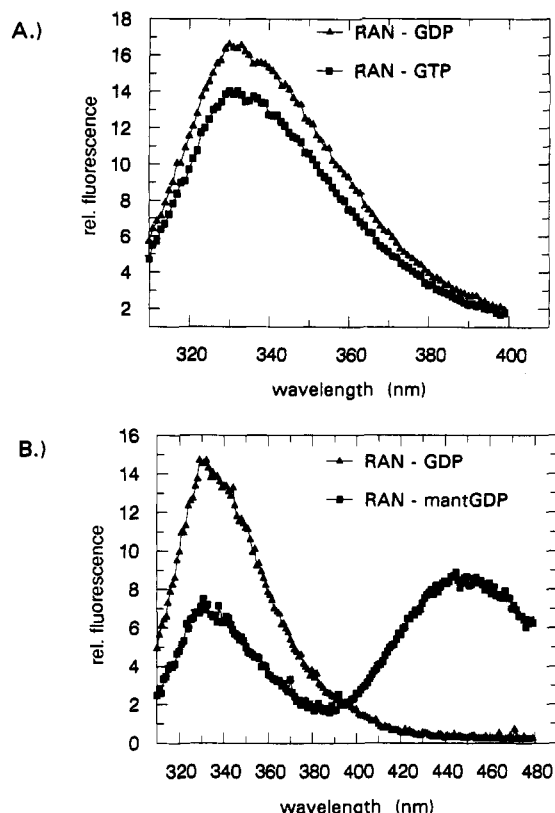 A.)
18
16
14
12
10
8
6
4
2
rel. fluorescence
RAN - GDP
RAN - GTP
320 340 360 380 400
wavelength (nm)
B.)
16
14
12
10
8
6
4
2
0
rel. fluorescence
RAN - GDP
RAN - mantGDP
320 340 360 380 400 420 440 460 480
wavelength (nm)